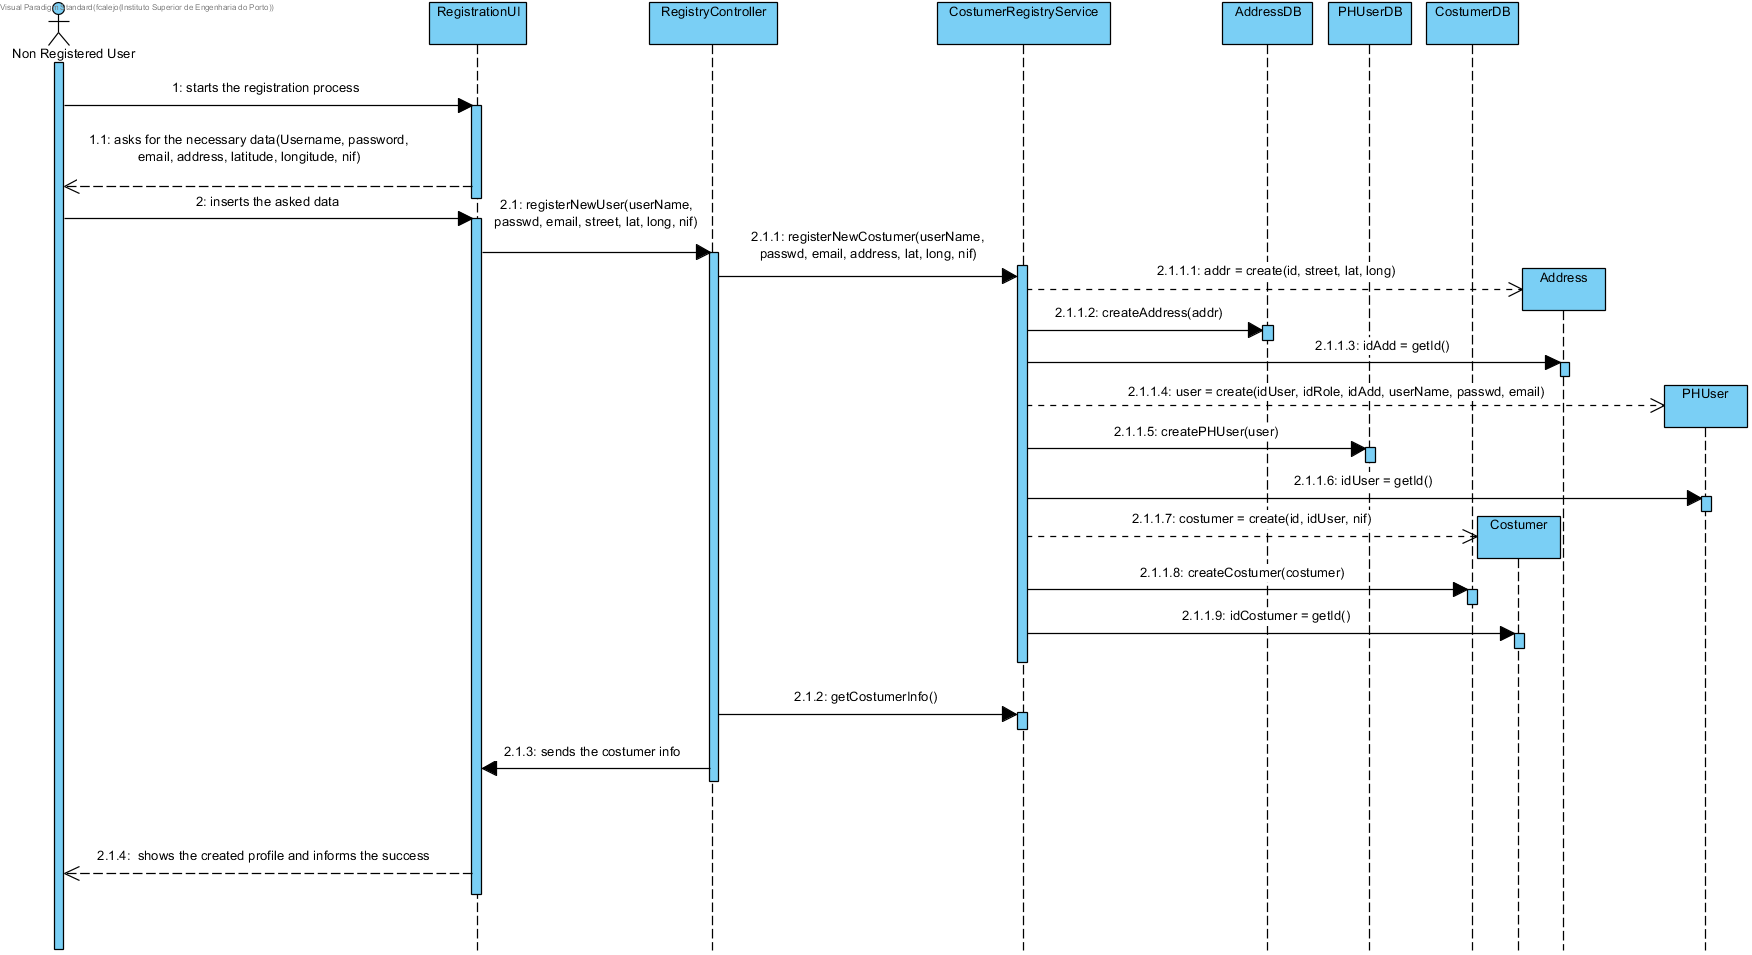 Visual Paradigm Standard(fcalejo(Instituto Superior de Engenharia do Porto))
Non Registered User
RegistrationUI
RegistryController
CostumerRegistryService
AddressDB
PHUserDB
CostumerDB
1: starts the registration process
1.1: asks for the necessary data(Username, password,
email, address, latitude, longitude, nif)
2: inserts the asked data
2.1: registerNewUser(userName,
passwd, email, street, lat, long, nif)
2.1.1: registerNewCostumer(userName,
passwd, email, address, lat, long, nif)
2.1.1.1: addr = create(id, street, lat, long)
Address
2.1.1.2: createAddress(addr)
2.1.1.3: idAdd = getId()
2.1.1.4: user = create(idUser, idRole, idAdd, userName, passwd, email)
PHUser
2.1.1.5: createPHUser(user)
2.1.1.6: idUser = getId()
2.1.1.7: costumer = create(id, idUser, nif)
Costumer
2.1.1.8: createCostumer(costumer)
2.1.1.9: idCostumer = getId()
2.1.2: getCostumerInfo()
2.1.3: sends the costumer info
2.1.4:  shows the created profile and informs the success